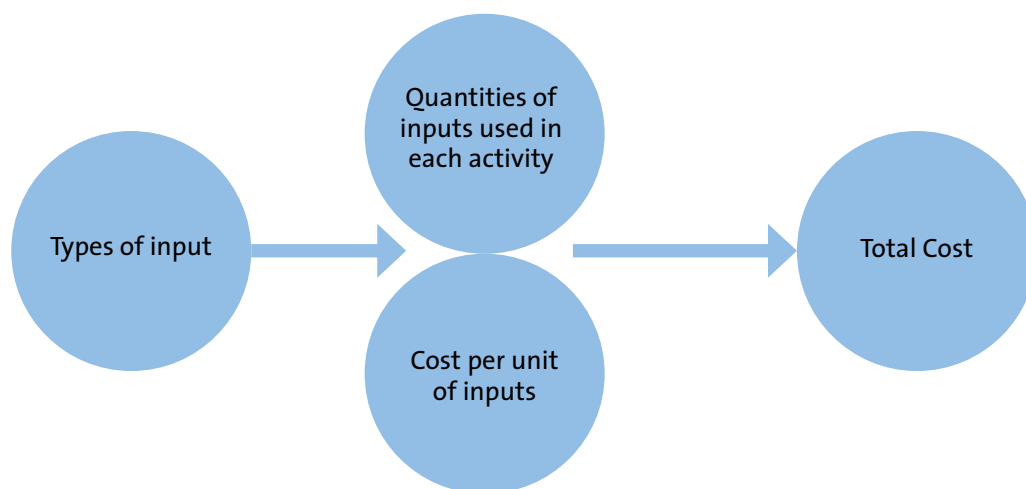 Types of input
Quantities of
inputs used in
each activity
Cost per unit
of inputs
Total Cost